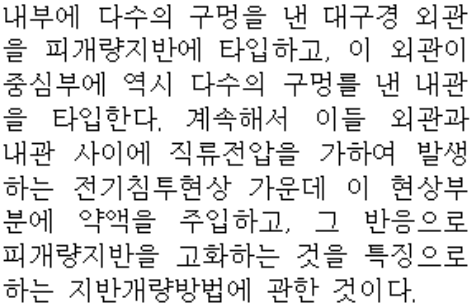 내부에 다수의 구멍을 낸 대구경 외관
을 피개량지반에 타입하고, 이 외관이
중심부에 역시 다수의 구멍를 낸 내관
을 타입한다. 계속해서 이들 외관과
내관 사이에 직류전압을 가하여 발생
하는 전기침투현상 가운데 이 현상부
분에 약액을 주입하고, 그 반응으로
피개량지반을 고화하는 것을 특징으로
하는 지반개량방법에 관한 것이다.